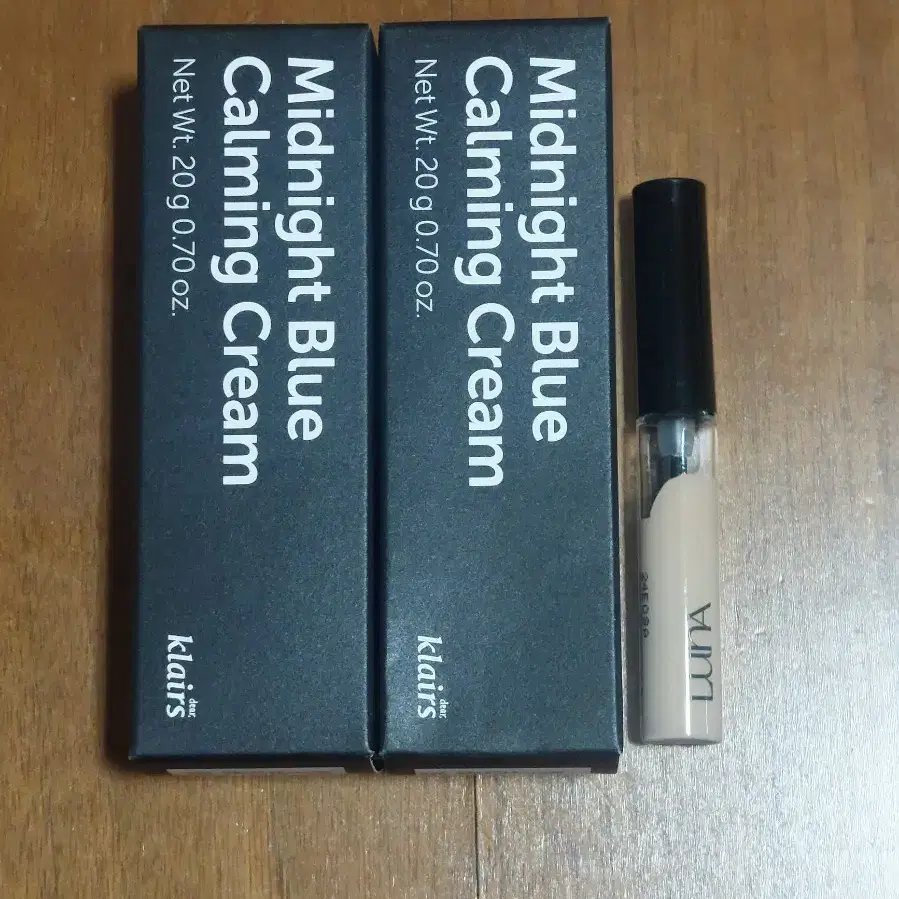 Midnight Blue
Calming Cream
Net Wt. 20 g 0.70 oz.
dear,
klairs
Midnight Blue
Calming Cream
Net Wt. 20 g 0.70 oz.
dear,
klairs
LUNA